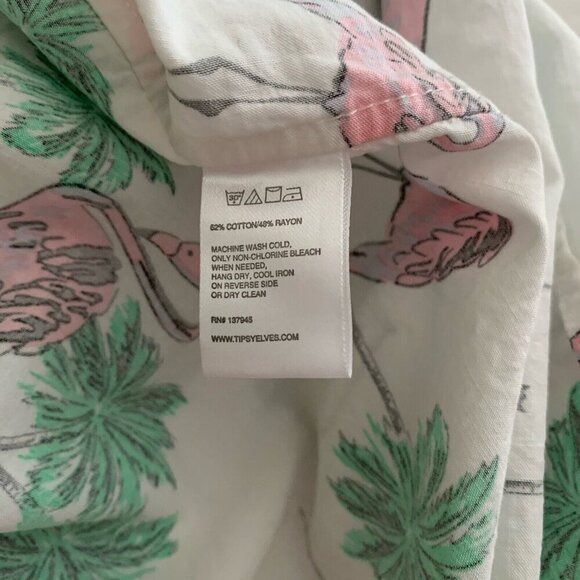 30°
52% COTTON/48% RAYON
MACHINE WASH COLD,
ONLY NON-CHLORINE BLEACH
WHEN NEEDED,
HANG DRY, COOL IRON
ON REVERSE SIDE
OR DRY CLEAN
RN# 137945
WWW.TIPSYELVES.COM